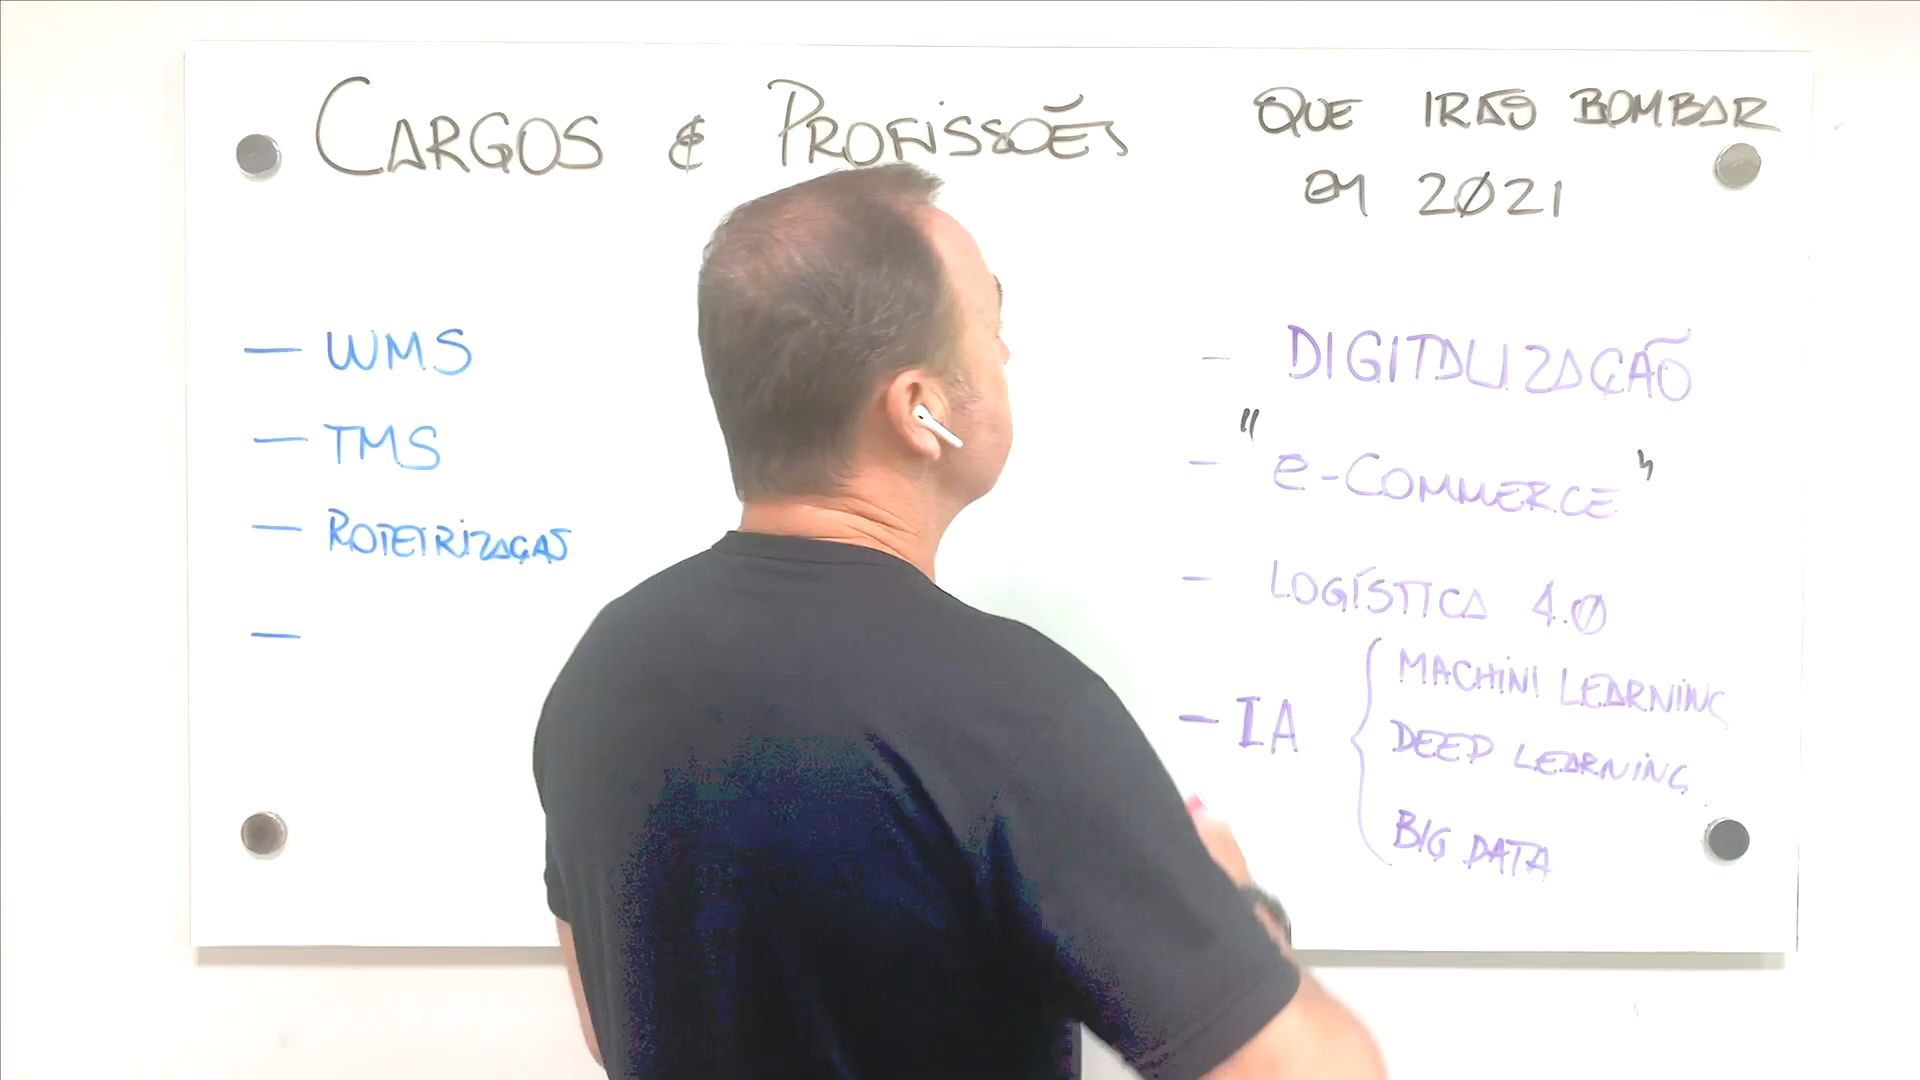 CARGOS & PROFISSÕES QUE IRÃO BOMBAR
EM 2021
— WMS
— TMS
— ROTEIRIZAÇÃO
—
- DIGITALIZAÇÃO
- "e-COMMERCE"
- LOGÍSTICA 4.0
- IA { MACHINI LEARNING
DEEP LEARNING
BIG DATA